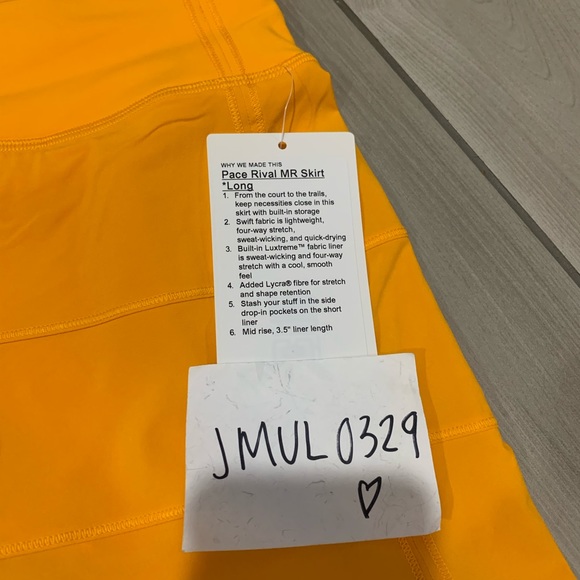 WHY WE MADE THIS
Pace Rival MR Skirt
*Long
1. From the court to the trails,
keep necessities close in this
skirt with built-in storage
2. Swift fabric is lightweight,
four-way stretch,
sweat-wicking, and quick-drying
3. Built-in Luxtreme™ fabric liner
is sweat-wicking and four-way
stretch with a cool, smooth
feel
4. Added Lycra® fibre for stretch
and shape retention
5. Stash your stuff in the side
drop-in pockets on the short
liner
6. Mid rise, 3.5" liner length
JMUL0329